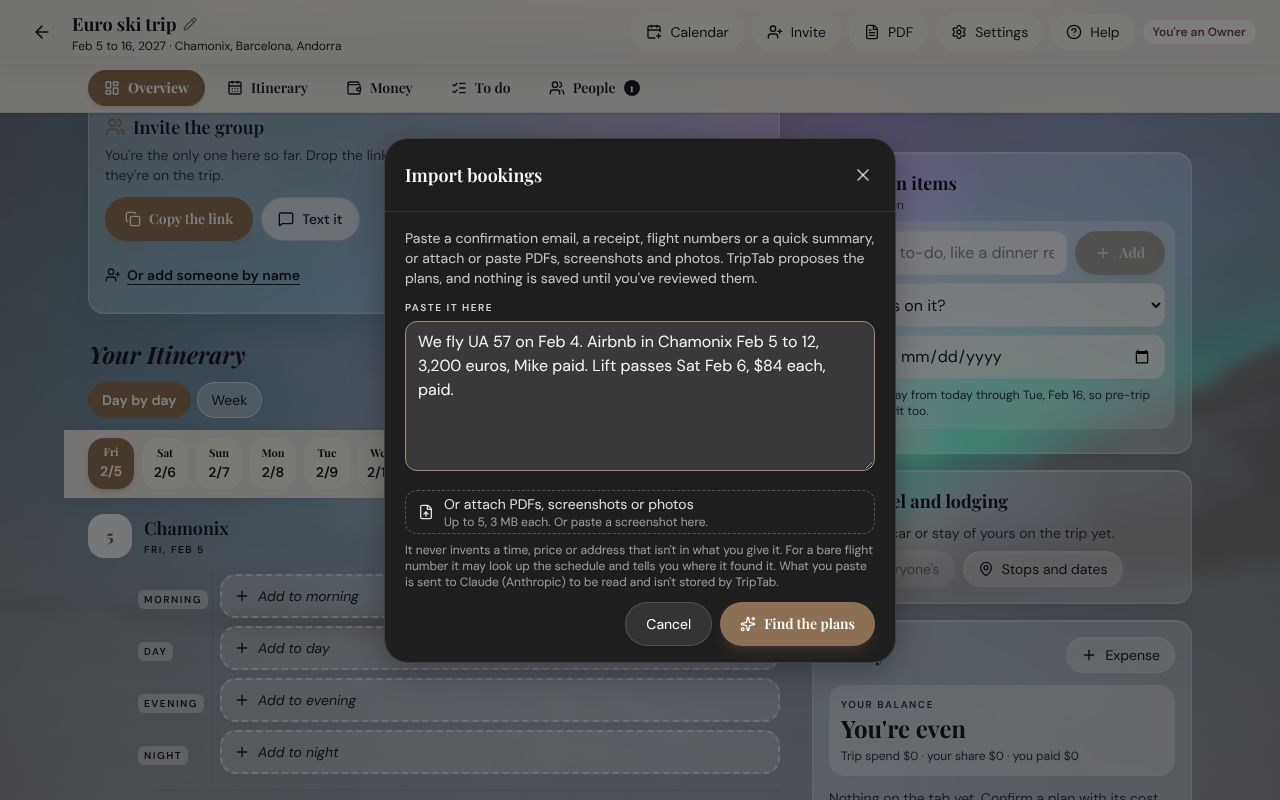 Euro ski trip
Feb 5 to 16, 2027 · Chamonix, Barcelona, Andorra
Calendar
Invite
PDF
Settings
Help
You're an Owner
Overview
Itinerary
Money
To do
People 1
Invite the group
You're the only one here so far. Drop the link
they're on the trip.
Copy the link
Text it
Or add someone by name
Your Itinerary
Day by day
Week
Fri
2/5
Sat
2/6
Sun
2/7
Mon
2/8
Tue
2/9
5
Chamonix
FRI, FEB 5
MORNING
+ Add to morning
DAY
+ Add to day
EVENING
+ Add to evening
NIGHT
+ Add to night
Import bookings
Paste a confirmation email, a receipt, flight numbers or a quick summary,
or attach or paste PDFs, screenshots and photos. TripTab proposes the
plans, and nothing is saved until you've reviewed them.
PASTE IT HERE
We fly UA 57 on Feb 4. Airbnb in Chamonix Feb 5 to 12,
3,200 euros, Mike paid. Lift passes Sat Feb 6, $84 each,
paid.
Or attach PDFs, screenshots or photos
Up to 5, 3 MB each. Or paste a screenshot here.
It never invents a time, price or address that isn't in what you give it. For a bare flight
number it may look up the schedule and tells you where it found it. What you paste
is sent to Claude (Anthropic) to be read and isn't stored by TripTab.
Cancel
Find the plans
items
to-do, like a dinner re
+ Add
on it?
mm/dd/yyyy
from today through Tue, Feb 16, so pre-trip
it too.
and lodging
car or stay of yours on the trip yet.
Stops and dates
+ Expense
YOUR BALANCE
You're even
Trip spend $0 · your share $0 · you paid $0
Nothing on the tab yet. Confirm a plan with its cost